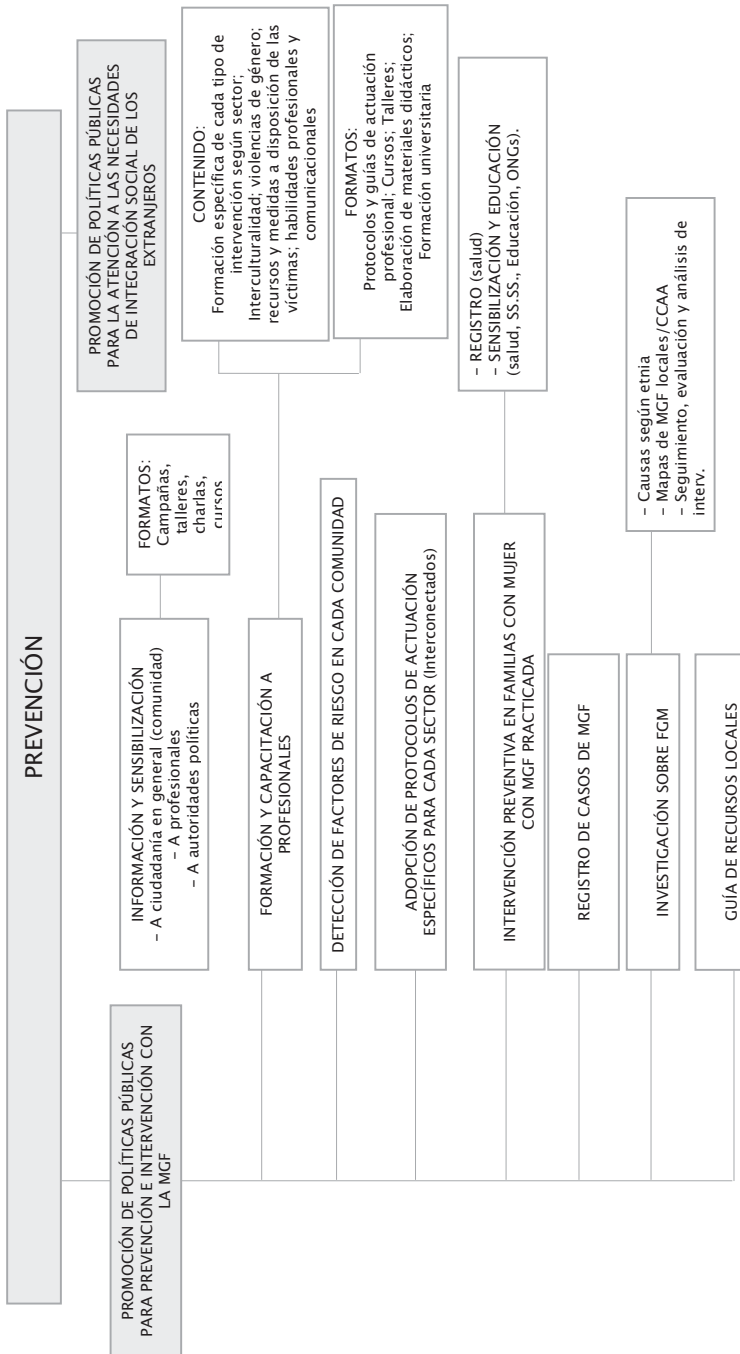 PREVENCIÓN
PROMOCIÓN DE POLÍTICAS PÚBLICAS
PARA PREVENCIÓN E INTERVENCIÓN CON
LA MGF
PROMOCIÓN DE POLÍTICAS PÚBLICAS
PARA LA ATENCIÓN A LAS NECESIDADES
DE INTEGRACIÓN SOCIAL DE LOS
EXTRANJEROS
INFORMACIÓN Y SENSIBILIZACIÓN
– A ciudadanía en general (comunidad)
– A profesionales
– A autoridades políticas
FORMATOS:
Campañas,
talleres,
charlas,
cursos
FORMACIÓN Y CAPACITACIÓN A
PROFESIONALES
CONTENIDO:
Formación específica de cada tipo de
intervención según sector;
Interculturalidad; violencias de género;
recursos y medidas a disposición de las
víctimas; habilidades profesionales y
comunicacionales
FORMATOS:
Protocolos y guías de actuación
profesional; Cursos; Talleres;
Elaboración de materiales didácticos;
Formación universitaria
DETECCIÓN DE FACTORES DE RIESGO EN CADA COMUNIDAD
ADOPCIÓN DE PROTOCOLOS DE ACTUACIÓN
ESPECÍFICOS PARA CADA SECTOR (Interconectados)
INTERVENCIÓN PREVENTIVA EN FAMILIAS CON MUJER
CON MGF PRACTICADA
– REGISTRO (salud)
– SENSIBILIZACIÓN Y EDUCACIÓN
(salud, SS.SS., Educación, ONGs).
REGISTRO DE CASOS DE MGF
INVESTIGACIÓN SOBRE FGM
– Causas según etnia
– Mapas de MGF locales/CCAA
– Seguimiento, evaluación y análisis de
interv.
GUÍA DE RECURSOS LOCALES